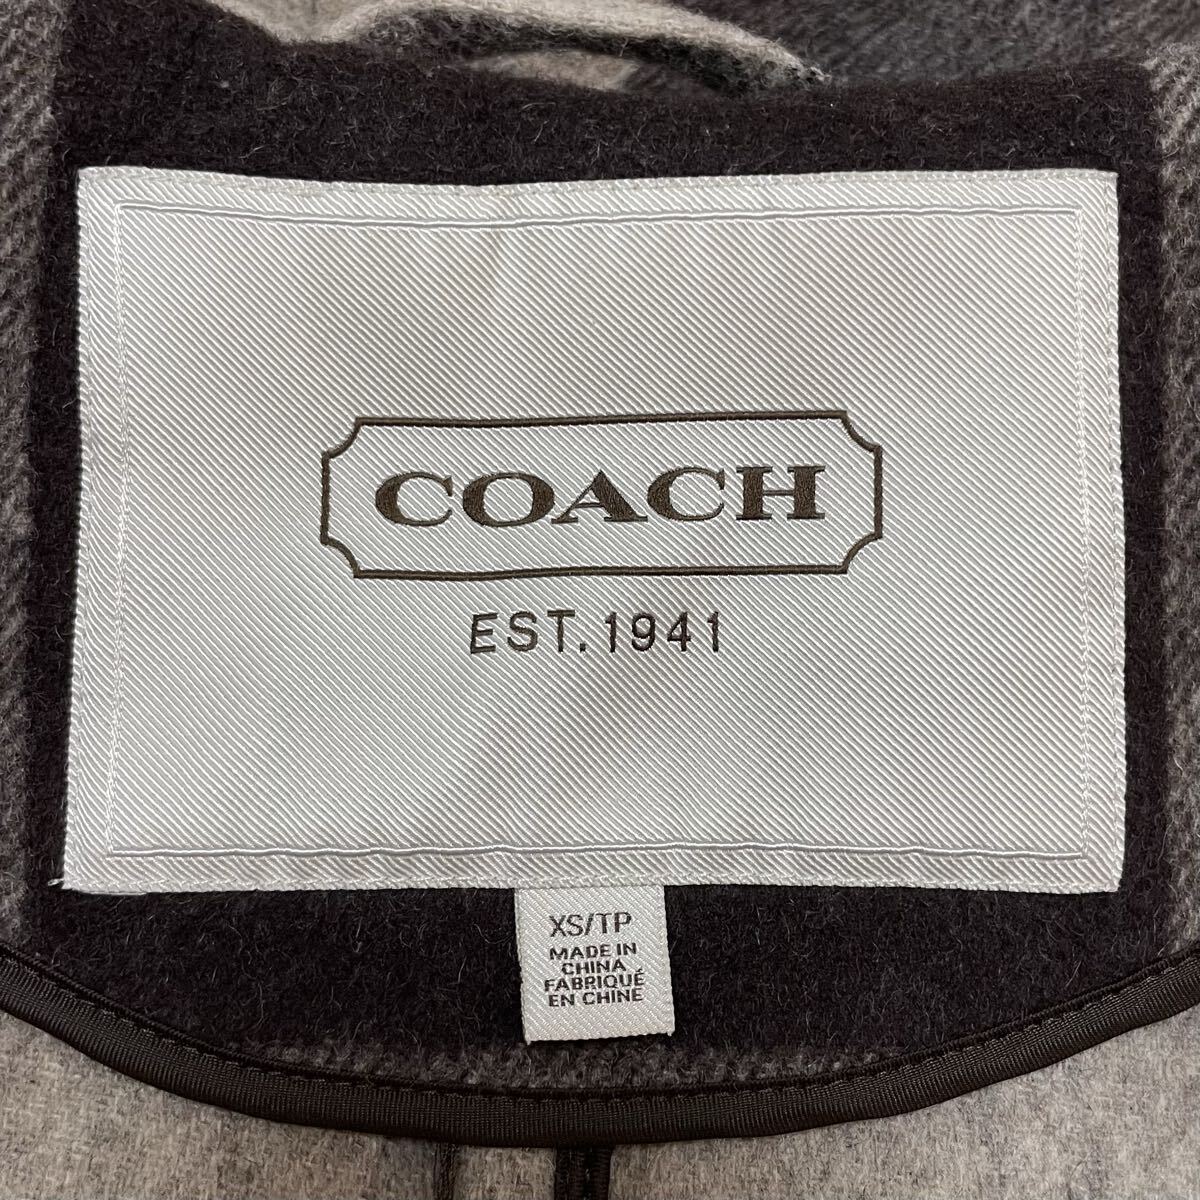 COACH
EST. 1941
XS/TP
MADE IN
CHINA
FABRIQUÉ
EN CHINE